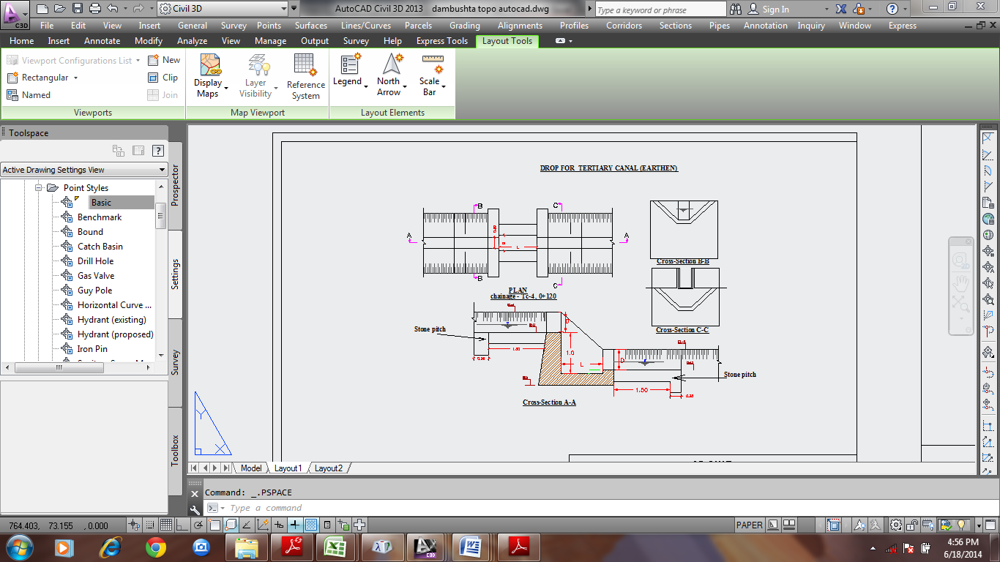 Civil 3D
AutoCAD Civil 3D 2013 dambushta topo autocad.dwg
Type a keyword or phrase
Sign In
C3D
File Edit View Insert General Survey Points Surfaces Lines/Curves Parcels Grading Alignments Profiles Corridors Sections Pipes Annotation Inquiry Window Express
Home Insert Annotate Modify Analyze View Manage Output Survey Help Express Tools Layout Tools
Viewport Configurations List
New
Rectangular
Clip
Named
Join
Display Maps
Layer Visibility
Reference System
Legend
North Arrow
Scale Bar
Viewports
Map Viewport
Layout Elements
Toolspace
Active Drawing Settings View
Point Styles
Basic
Benchmark
Bound
Catch Basin
Drill Hole
Gas Valve
Guy Pole
Horizontal Curve ...
Hydrant (existing)
Hydrant (proposed)
Iron Pin
Prospector
Settings
Survey
Toolbox
DROP FOR TERTIARY CANAL (EARTHEN)
B
C
A
A
L
B
C
PLAN
chainage - Tc-4, 0+120
Cross-Section B-B
Cross-Section C-C
Stone pitch
D
1.50
1.0
L
D
1.50
Stone pitch
Cross-Section A-A
Y
X
Model Layout1 Layout2
Command: _.PSPACE
Type a command
764.403, 73.155 , 0.000
PAPER
4:56 PM
6/18/2014